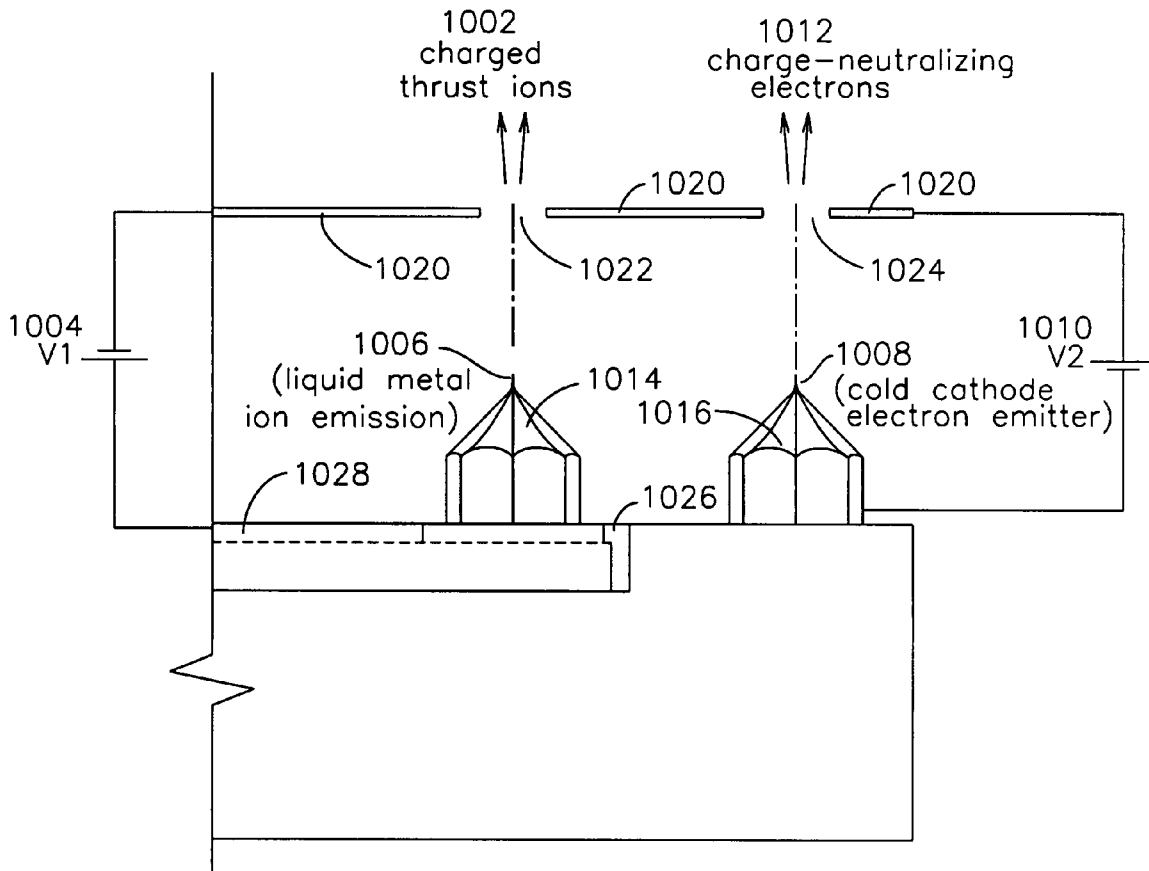 1002
charged
thrust ions
1012
charge-neutralizing
electrons
1020
1020
1020
1022
1024
1004
V1
1006
(liquid metal
ion emission)
1014
1008
(cold cathode
electron emitter)
1016
1010
V2
1028
1026